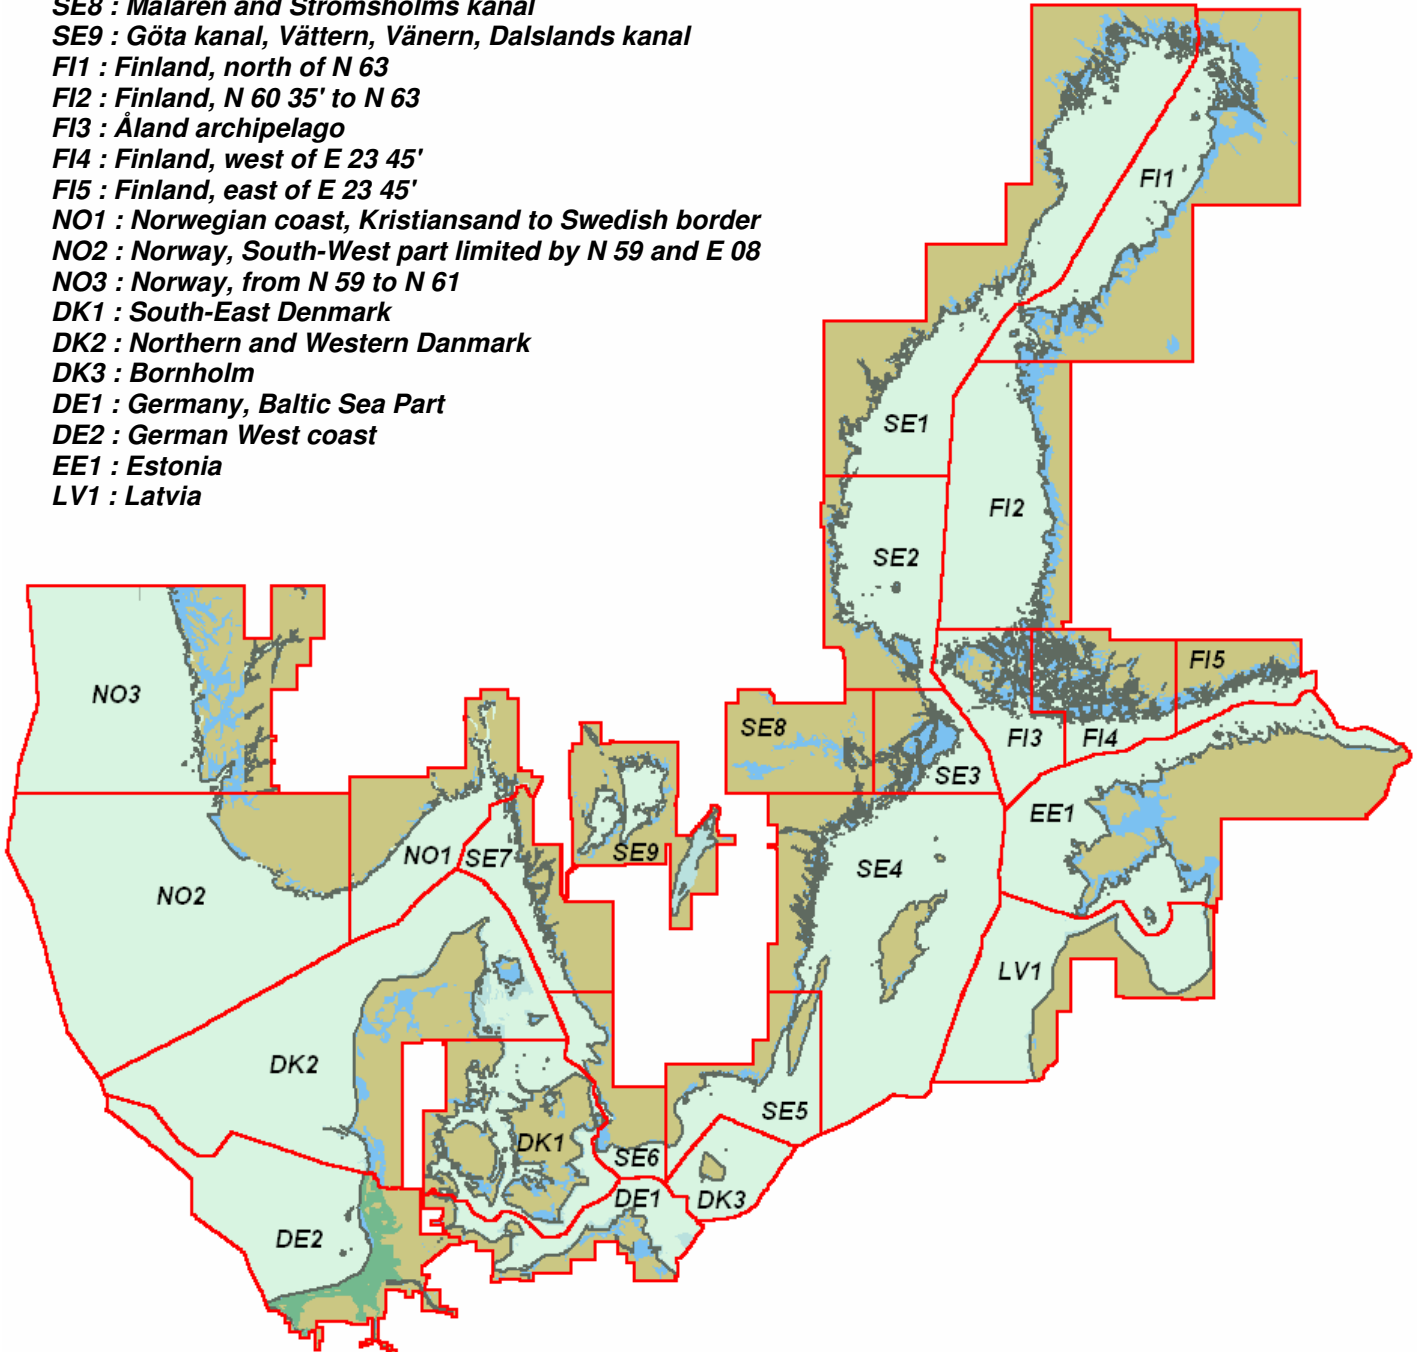 SE8 : Mälaren and Strömsholms kanal
SE9 : Göta kanal, Vättern, Vänern, Dalslands kanal
FI1 : Finland, north of N 63
FI2 : Finland, N 60 35' to N 63
FI3 : Åland archipelago
FI4 : Finland, west of E 23 45'
FI5 : Finland, east of E 23 45'
NO1 : Norwegian coast, Kristiansand to Swedish border
NO2 : Norway, South-West part limited by N 59 and E 08
NO3 : Norway, from N 59 to N 61
DK1 : South-East Denmark
DK2 : Northern and Western Danmark
DK3 : Bornholm
DE1 : Germany, Baltic Sea Part
DE2 : German West coast
EE1 : Estonia
LV1 : Latvia
FI1
SE1
FI2
SE2
FI5
NO3
SE8
FI3
FI4
SE3
EE1
NO1
SE7
SE9
SE4
NO2
LV1
DK2
SE5
DK1
SE6
DE1
DK3
DE2